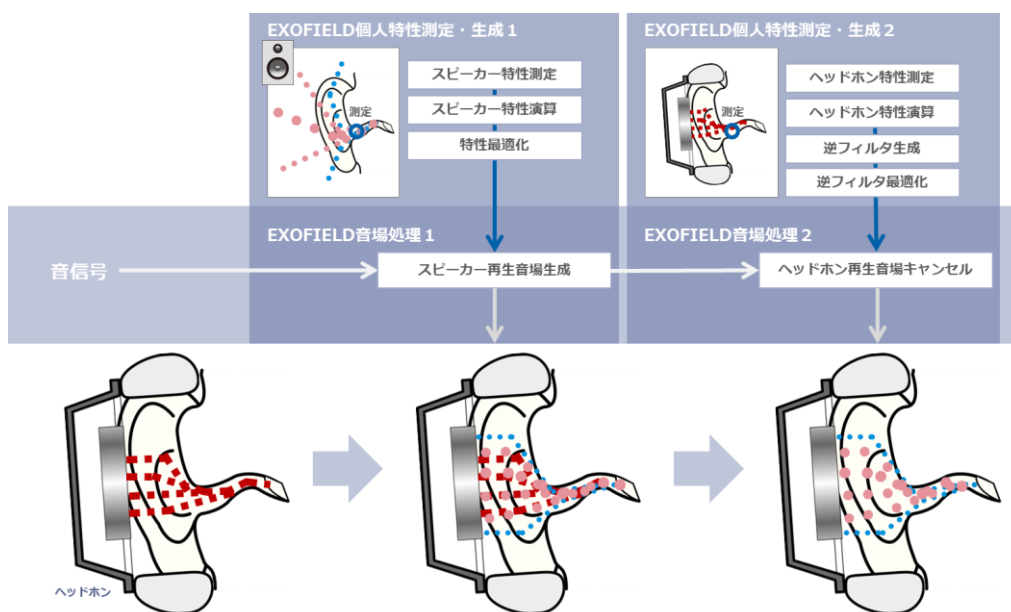 EXOFIELD個人特性測定・生成1
スピーカー特性測定
測定
スピーカー特性演算
特性最適化
EXOFIELD個人特性測定・生成2
ヘッドホン特性測定
測定
ヘッドホン特性演算
逆フィルタ生成
逆フィルタ最適化
EXOFIELD音場処理1
EXOFIELD音場処理2
音信号
スピーカー再生音場生成
ヘッドホン再生音場キャンセル
ヘッドホン